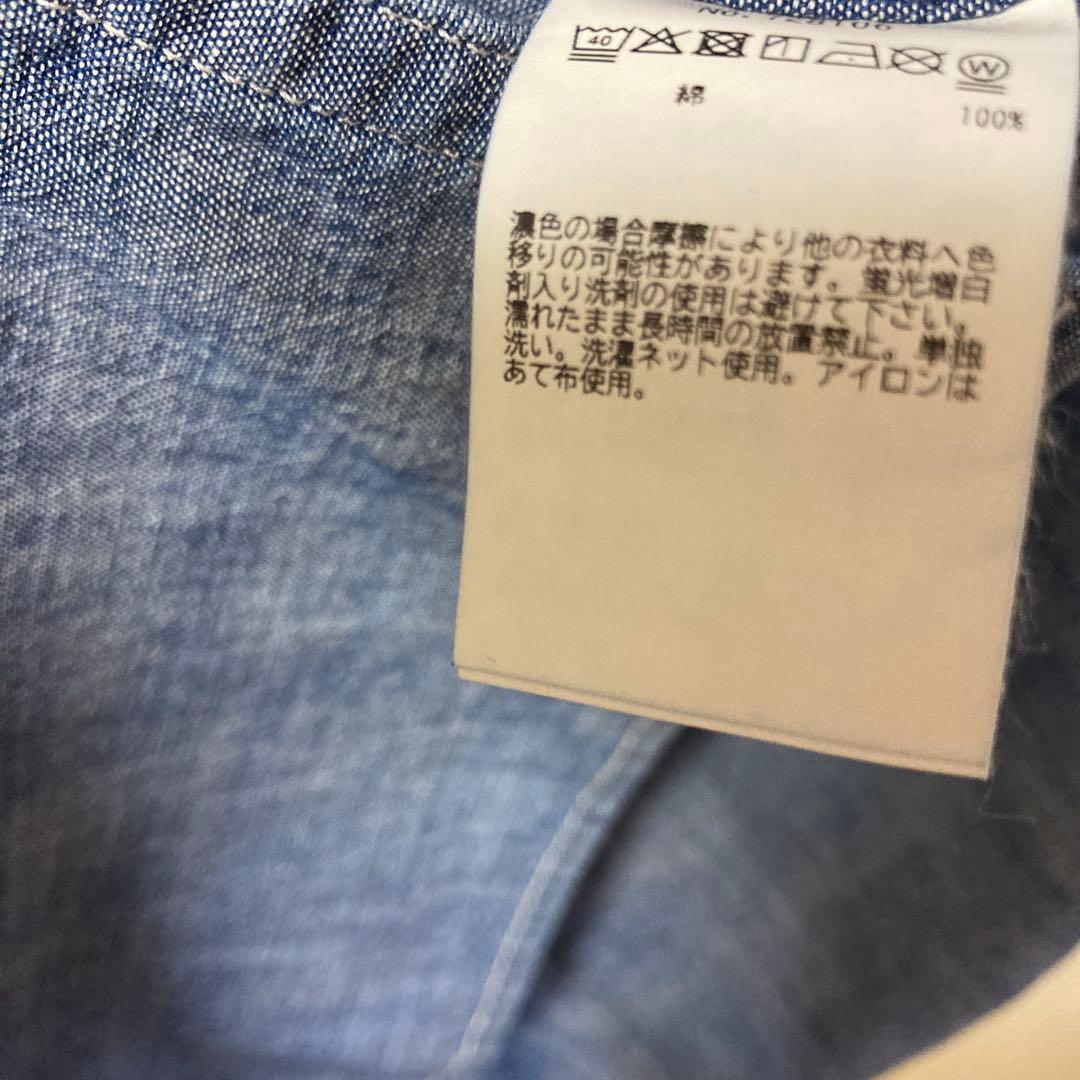 40
W
綿 100%
濃色の場合摩擦により他の衣料へ色
移りの可能性があります。蛍光増白
剤入り洗剤の使用は避けて下さい。
濡れたまま長時間の放置禁止。単独
洗い。洗濯ネット使用。アイロンは
あて布使用。